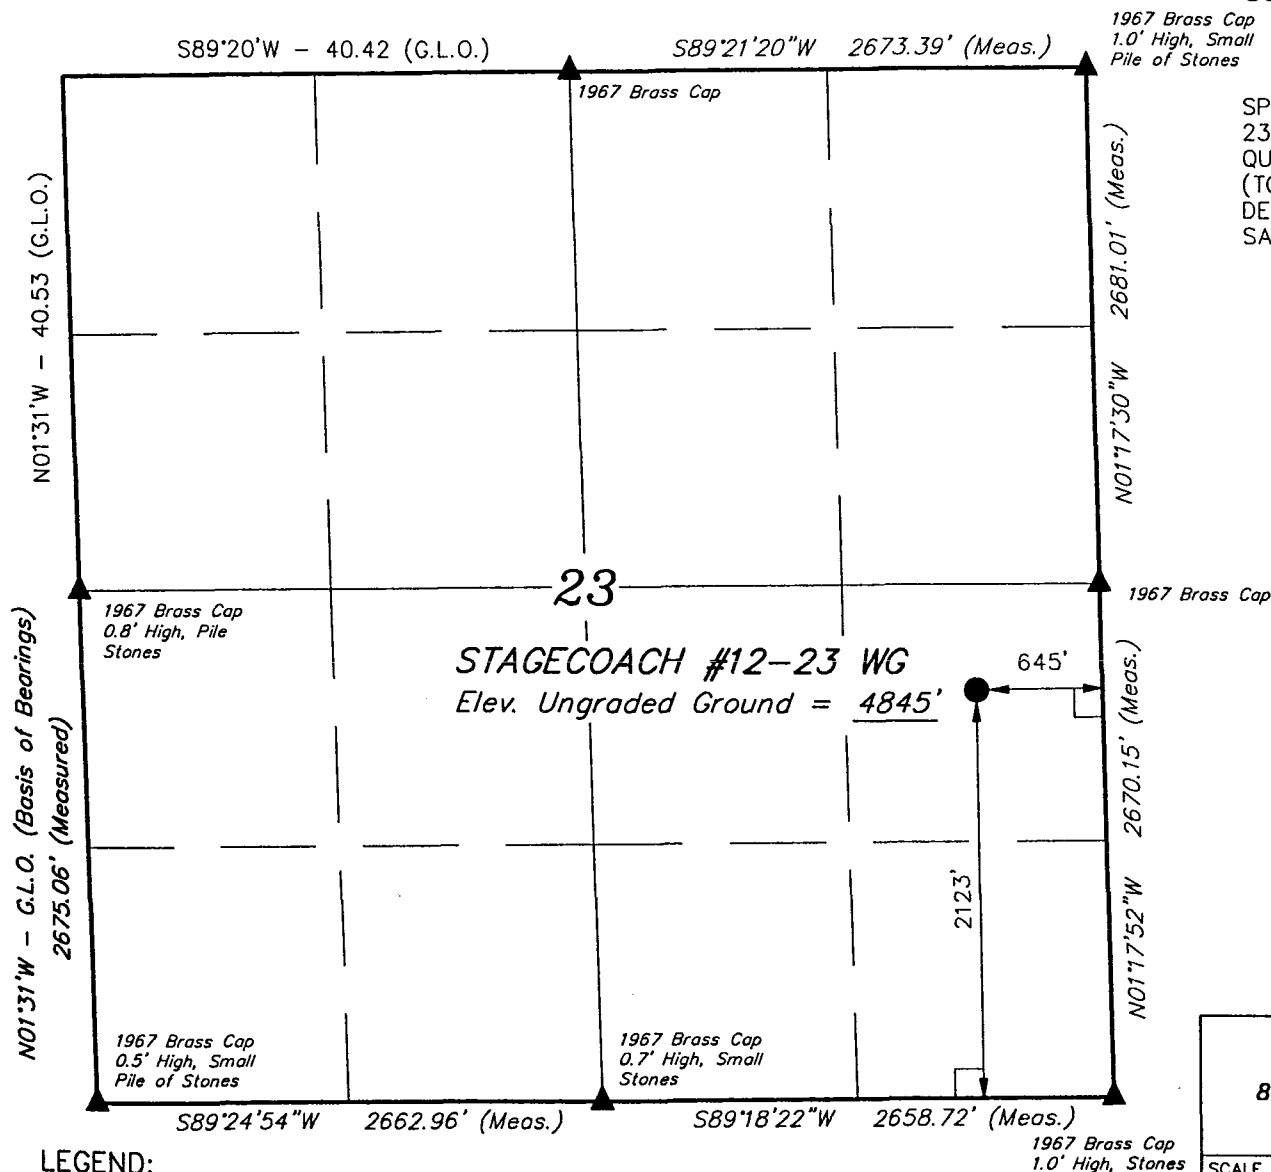 1967 Brass Cap
1.0' High, Small
Pile of Stones
S89°20'W - 40.42 (G.L.O.)
S89°21'20"W 2673.39' (Meas.)
1967 Brass Cap
SP
23
QU
(TO
DE
SA
N01°31'W - 40.53 (G.L.O.)
2681.01' (Meas.)
N01°17'30"W
23
1967 Brass Cap
0.8' High, Pile
Stones
1967 Brass Cap
STAGECOACH #12-23 WG
Elev. Ungraded Ground = 4845'
645'
2123'
N01°31'W - G.L.O. (Basis of Bearings)
2675.06' (Measured)
2670.15' (Meas.)
N01°17'52"W
1967 Brass Cap
0.5' High, Small
Pile of Stones
1967 Brass Cap
0.7' High, Small
Stones
S89°24'54"W 2662.96' (Meas.)
S89°18'22"W 2658.72' (Meas.)
1967 Brass Cap
1.0' High, Stones
8
SCALE
LEGEND: